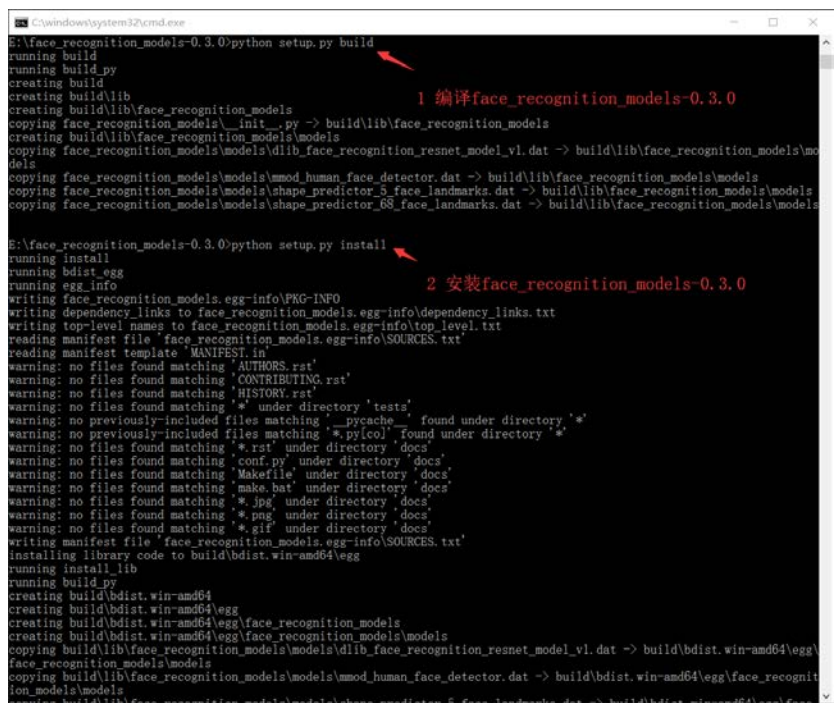 C:\windows\system32\cmd.exe
E:\face_recognition_models-0.3.0>python setup.py build
running build
running build_py
creating build
creating build\lib
creating build\lib\face_recognition_models
copying face_recognition_models\__init__.py -> build\lib\face_recognition_models
creating build\lib\face_recognition_models\models
copying face_recognition_models\models\dlib_face_recognition_resnet_model_v1.dat -> build\lib\face_recognition_models\mo
dels
copying face_recognition_models\models\mmod_human_face_detector.dat -> build\lib\face_recognition_models\models
copying face_recognition_models\models\shape_predictor_5_face_landmarks.dat -> build\lib\face_recognition_models\models
copying face_recognition_models\models\shape_predictor_68_face_landmarks.dat -> build\lib\face_recognition_models\models
1 编译face_recognition_models-0.3.0
E:\face_recognition_models-0.3.0>python setup.py install
running install
running bdist_egg
running egg_info
writing face_recognition_models.egg-info\PKG-INFO
writing dependency_links to face_recognition_models.egg-info\dependency_links.txt
writing top-level names to face_recognition_models.egg-info\top_level.txt
reading manifest file 'face_recognition_models.egg-info\SOURCES.txt'
reading manifest template 'MANIFEST.in'
warning: no files found matching 'AUTHORS.rst'
warning: no files found matching 'CONTRIBUTING.rst'
warning: no files found matching 'HISTORY.rst'
warning: no files found matching '*' under directory 'tests'
warning: no previously-included files matching '__pycache__' found under directory '*'
warning: no previously-included files matching '*.py[co]' found under directory '*'
warning: no files found matching '*.rst' under directory 'docs'
warning: no files found matching 'conf.py' under directory 'docs'
warning: no files found matching 'Makefile' under directory 'docs'
warning: no files found matching 'make.bat' under directory 'docs'
warning: no files found matching '*.jpg' under directory 'docs'
warning: no files found matching '*.png' under directory 'docs'
warning: no files found matching '*.gif' under directory 'docs'
writing manifest file 'face_recognition_models.egg-info\SOURCES.txt'
installing library code to build\bdist.win-amd64\egg
running install_lib
running build_py
creating build\bdist.win-amd64
creating build\bdist.win-amd64\egg
creating build\bdist.win-amd64\egg\face_recognition_models
creating build\bdist.win-amd64\egg\face_recognition_models\models
copying build\lib\face_recognition_models\models\dlib_face_recognition_resnet_model_v1.dat -> build\bdist.win-amd64\egg\
face_recognition_models\models
copying build\lib\face_recognition_models\models\mmod_human_face_detector.dat -> build\bdist.win-amd64\egg\face_recognit
ion_models\models
2 安装face_recognition_models-0.3.0